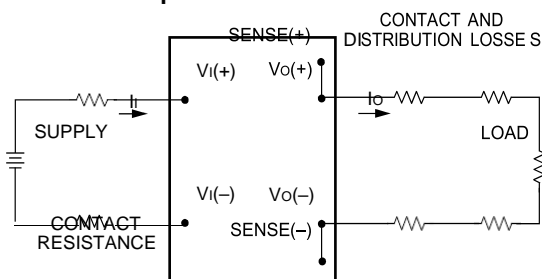 CONTACT AND
SENSE(+) DISTRIBUTION LOSSES
VI(+) VO(+)
II IO
SUPPLY LOAD
VI(–) VO(–)
CONTACT SENSE(–)
RESISTANCE